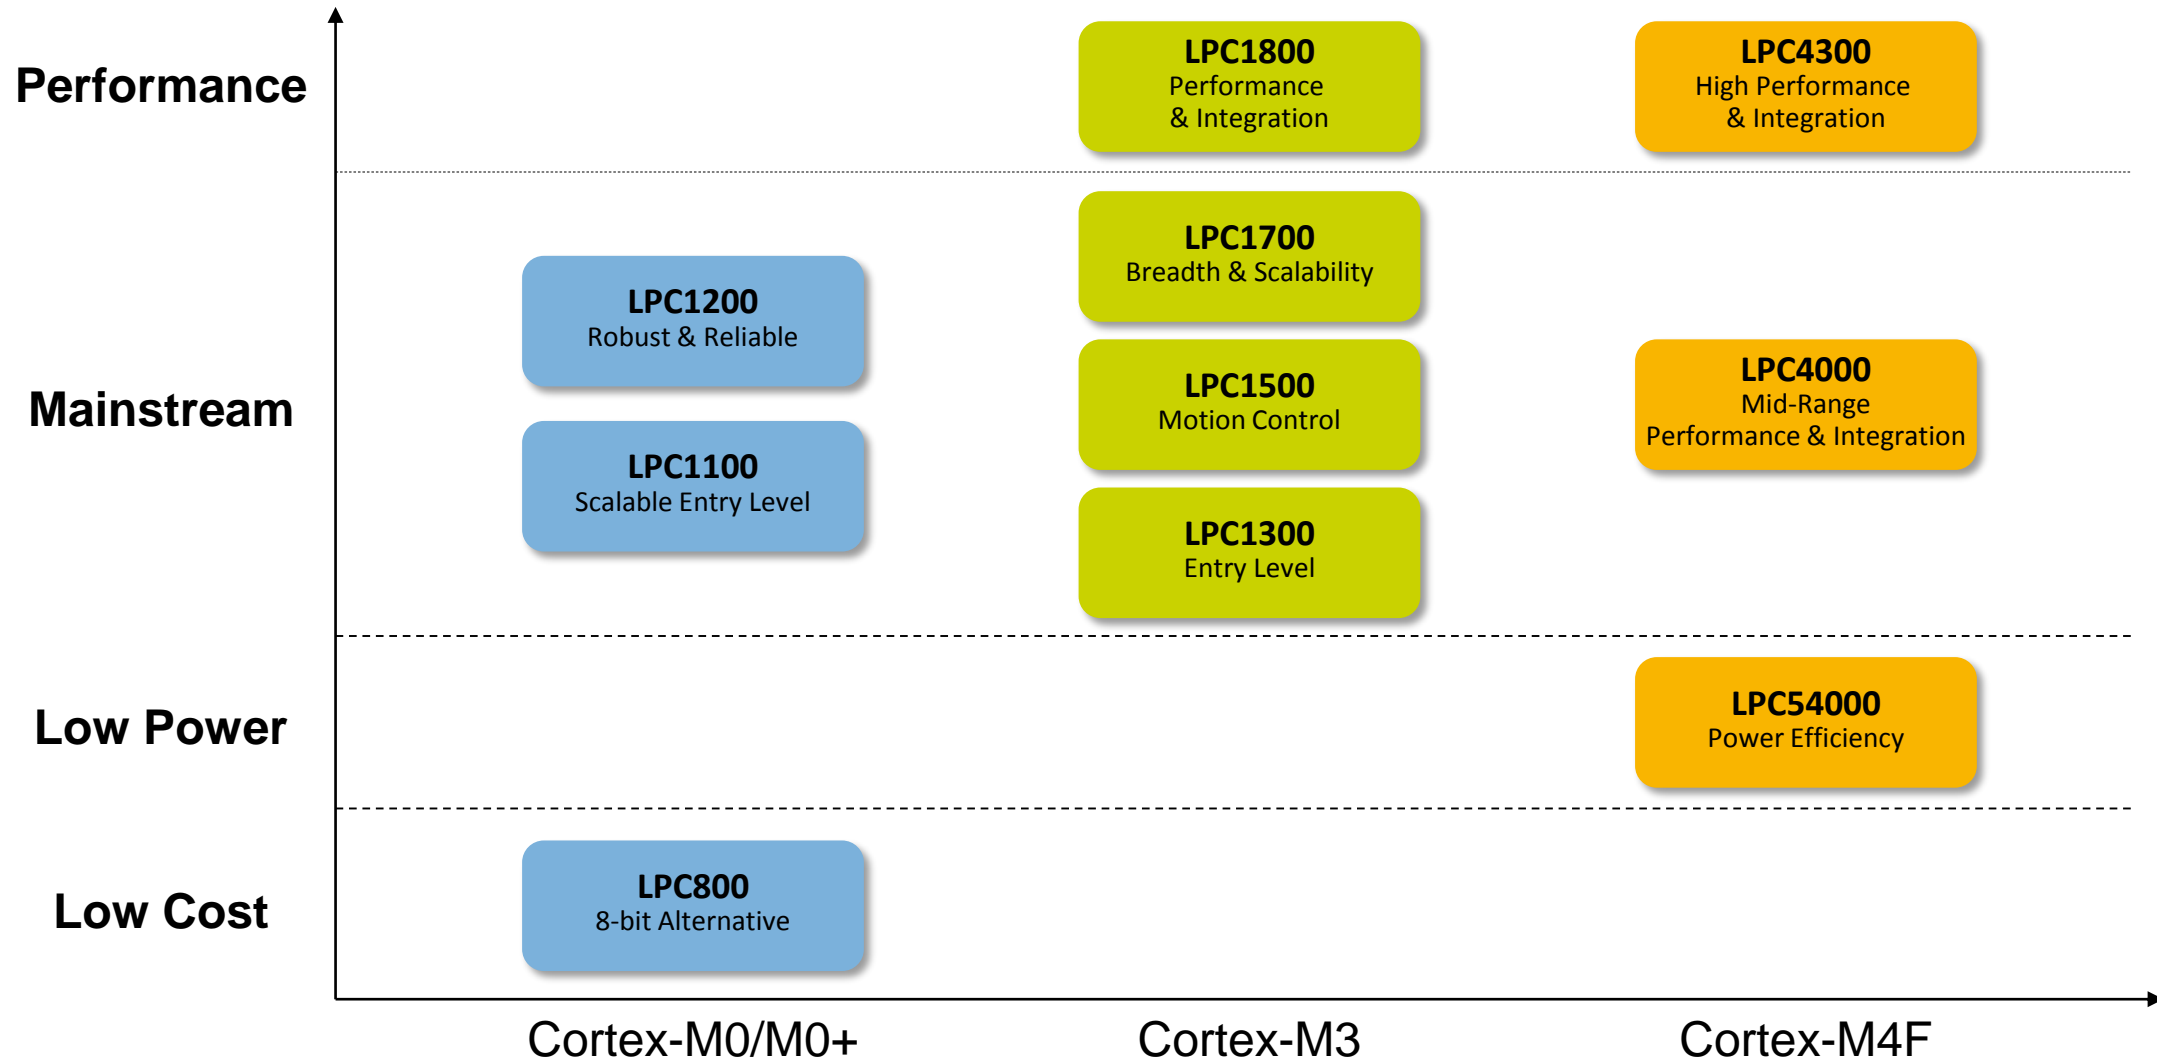 Performance
LPC1800
Performance
& Integration
LPC4300
High Performance
& Integration
Mainstream
LPC1200
Robust & Reliable
LPC1100
Scalable Entry Level
LPC1700
Breadth & Scalability
LPC1500
Motion Control
LPC1300
Entry Level
LPC4000
Mid-Range
Performance & Integration
Low Power
LPC54000
Power Efficiency
Low Cost
LPC800
8-bit Alternative
Cortex-M0/M0+
Cortex-M3
Cortex-M4F